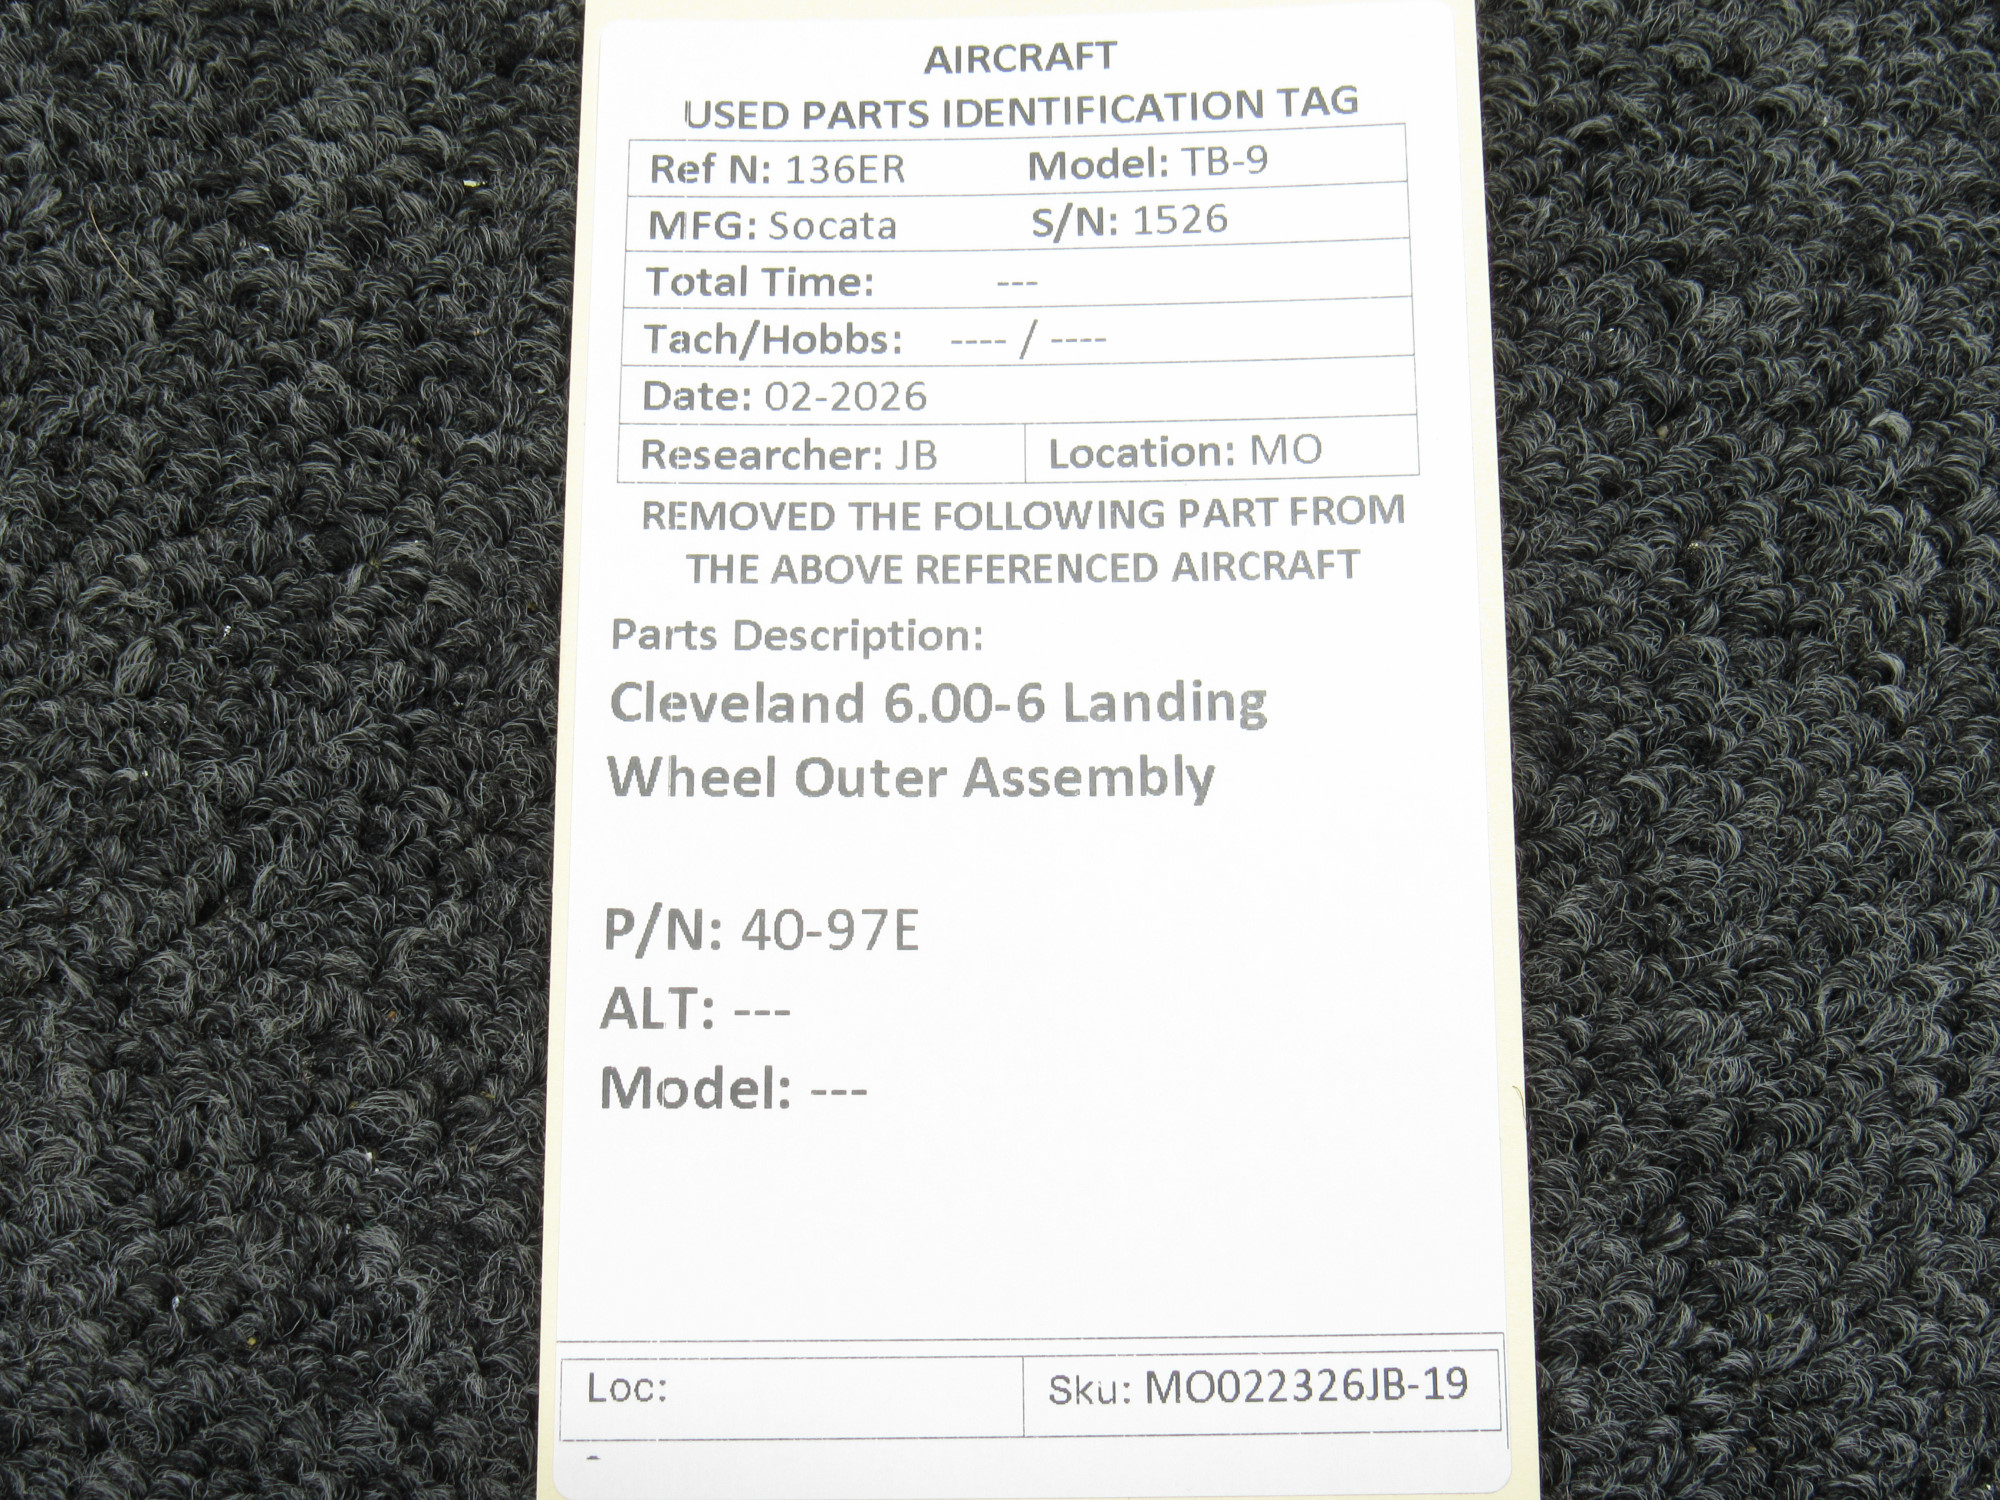 AIRCRAFT
USED PARTS IDENTIFICATION TAG
Ref N: 136ER Model: TB-9
MFG: Socata S/N: 1526
Total Time: ---
Tach/Hobbs: ---- / ----
Date: 02-2026
Researcher: JB Location: MO
REMOVED THE FOLLOWING PART FROM
THE ABOVE REFERENCED AIRCRAFT
Parts Description:
Cleveland 6.00-6 Landing
Wheel Outer Assembly
P/N: 40-97E
ALT: ---
Model: ---
Loc: Sku: MO022326JB-19